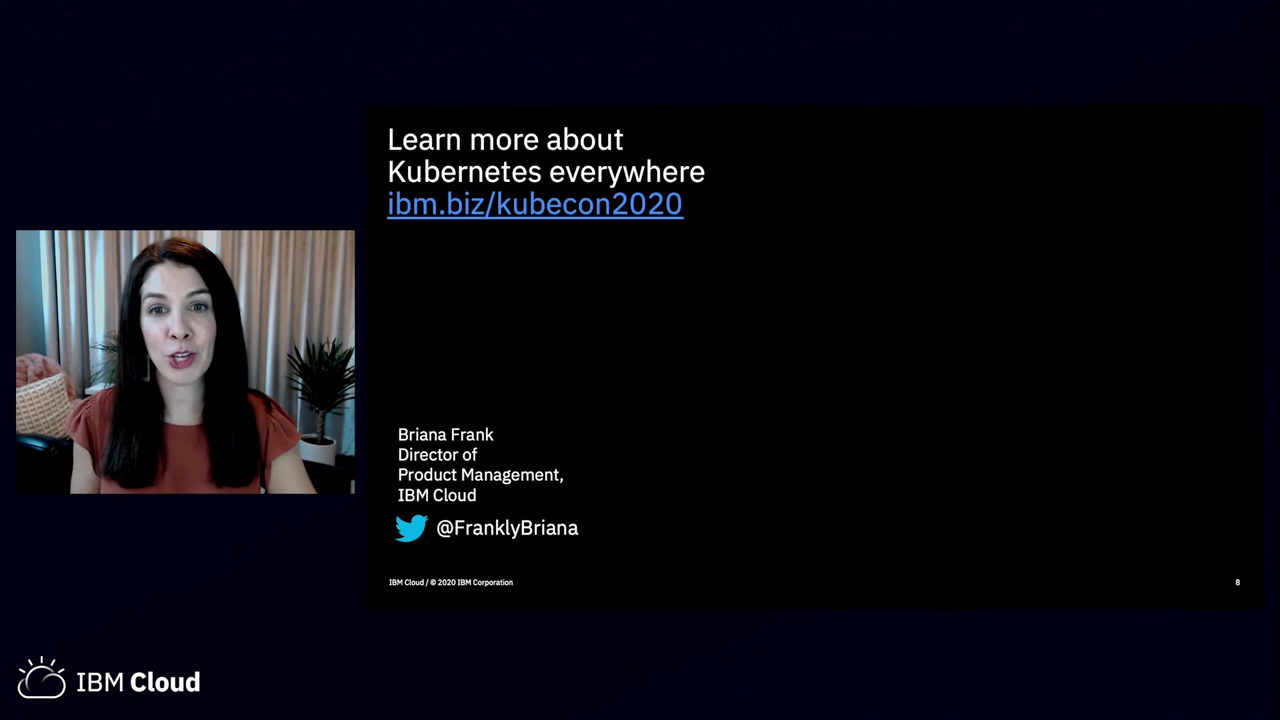 Learn more about
Kubernetes everywhere
ibm.biz/kubecon2020
Briana Frank
Director of
Product Management,
IBM Cloud
@FranklyBriana
IBM Cloud / © 2020 IBM Corporation
8
IBM Cloud